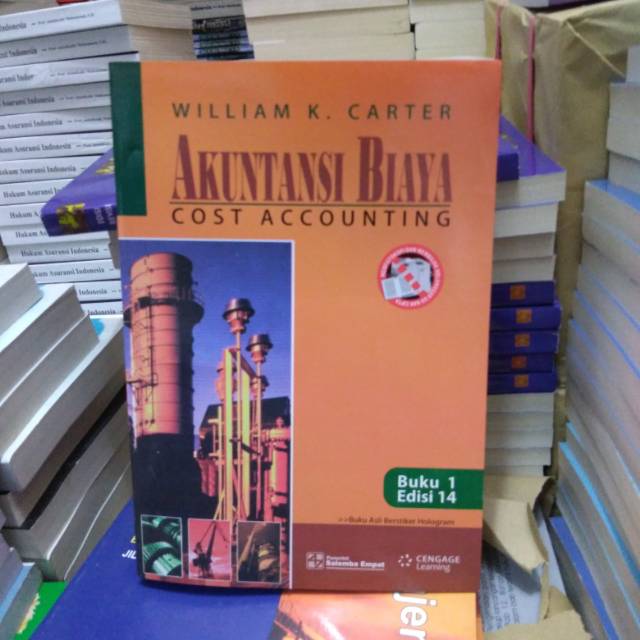 WILLIAM K. CARTER
AKUNTANSI BIAYA
COST ACCOUNTING
Buku 1
Edisi 14
>>Buku Asli Berstiker Hologram
Penerbit
Salemba Empat
CENGAGE
Learning
Hukum Asuransi Indonesia
Hukum Asuransi Indonesia
Hukum Asuransi Indonesia